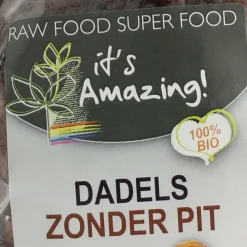 RAW FOOD SUPER FOOD
it's
Amazing!
100%
BIO
DADELS
ZONDER PIT